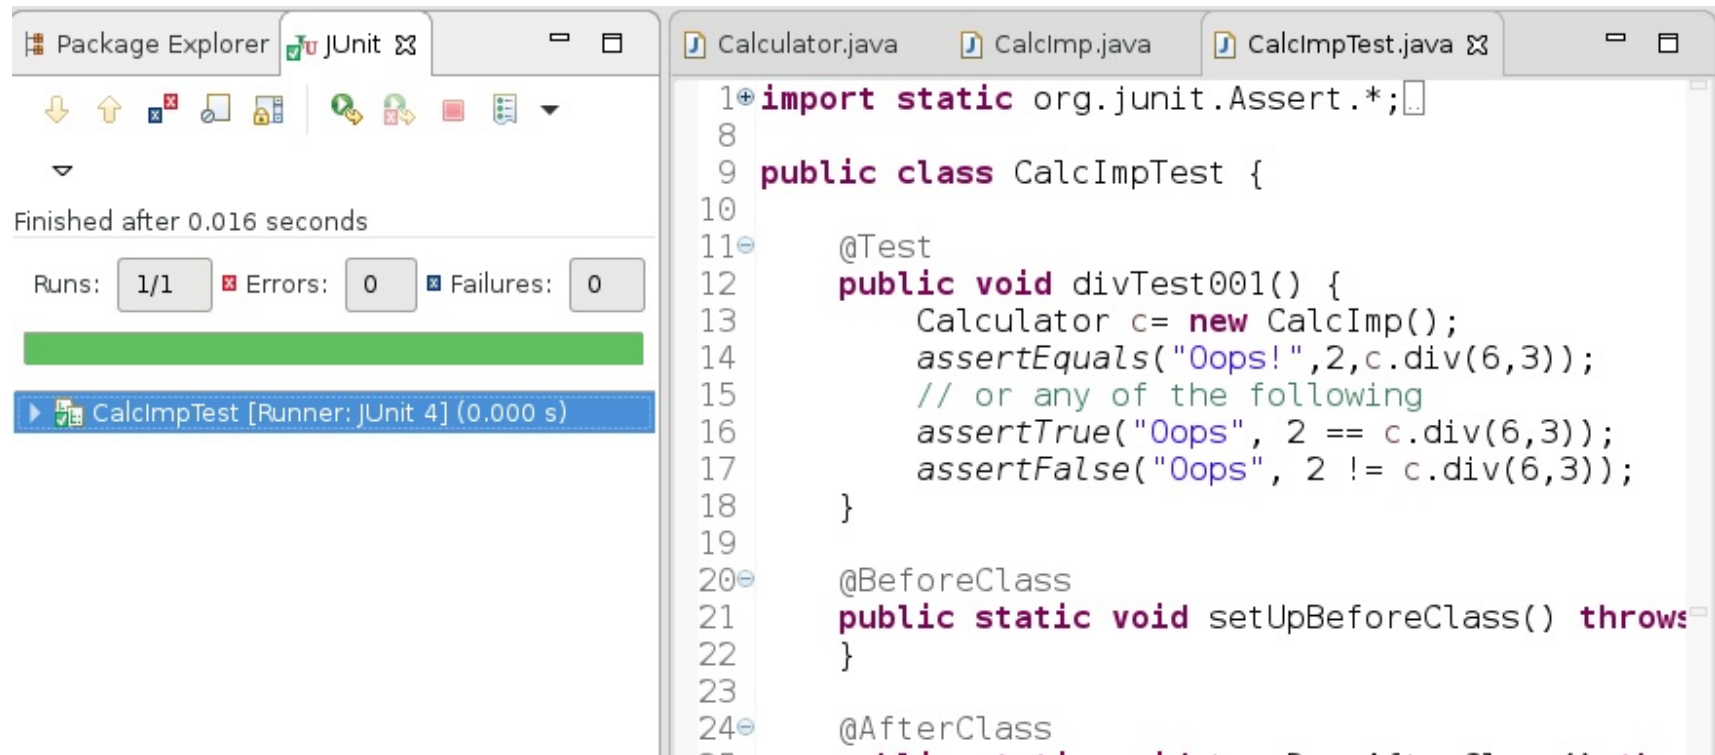 Package Explorer JUnit
Finished after 0.016 seconds
Runs: 1/1 Errors: 0 Failures: 0
CalcImpTest [Runner: JUnit 4] (0.000 s)
Calculator.java CalcImp.java CalcImpTest.java
1 import static org.junit.Assert.*;
8
9 public class CalcImpTest {
10
11 @Test
12 public void divTest001() {
13 Calculator c= new CalcImp();
14 assertEquals("Oops!",2,c.div(6,3));
15 // or any of the following
16 assertTrue("Oops", 2 == c.div(6,3));
17 assertFalse("Oops", 2 != c.div(6,3));
18 }
19
20 @BeforeClass
21 public static void setUpBeforeClass() throws
22 }
23
24 @AfterClass